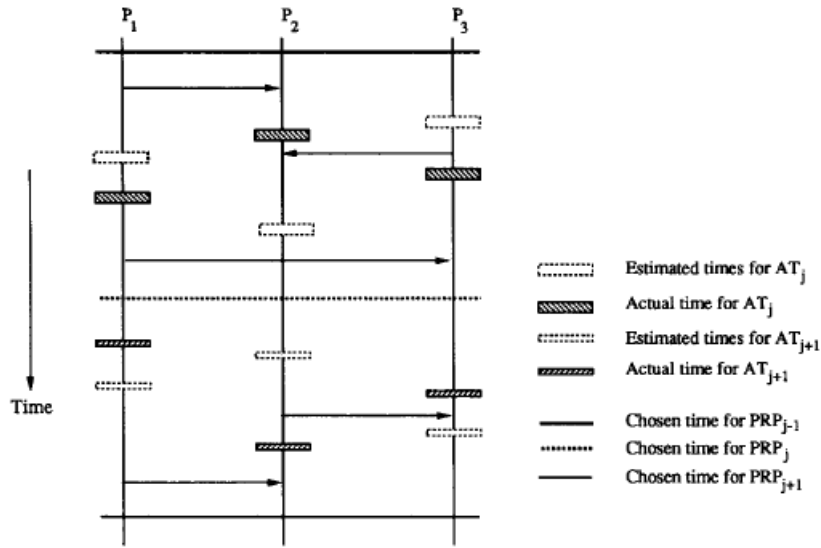 P1 P2 P3
Time
Estimated times for ATj
Actual time for ATj
Estimated times for ATj+1
Actual time for ATj+1
Chosen time for PRPj-1
Chosen time for PRPj
Chosen time for PRPj+1